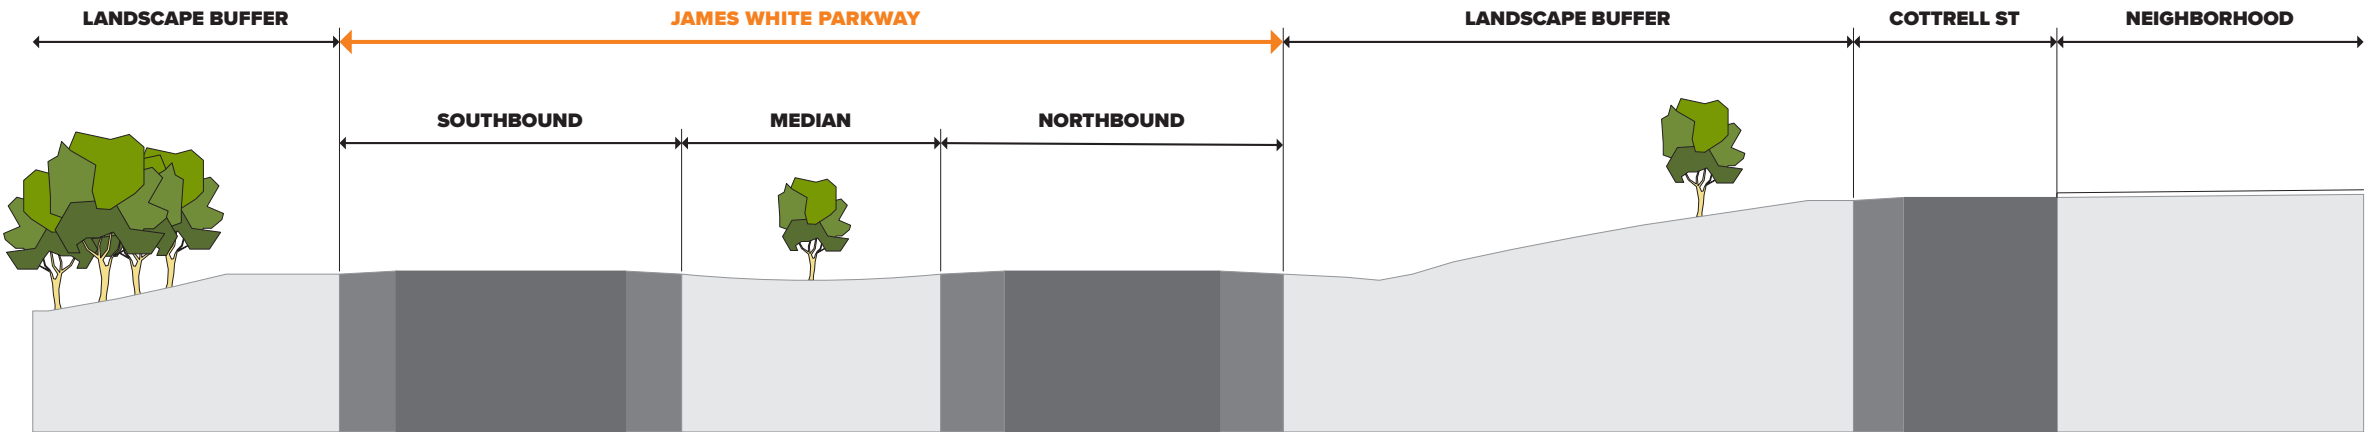 LANDSCAPE BUFFER
JAMES WHITE PARKWAY
LANDSCAPE BUFFER
COTTRELL ST
NEIGHBORHOOD
SOUTHBOUND
MEDIAN
NORTHBOUND